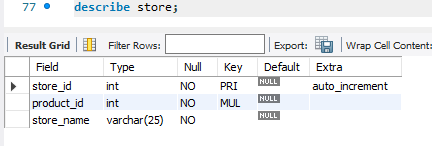 77 describe store;
Result Grid Filter Rows: Export: Wrap Cell Content:
Field Type Null Key Default Extra
store_id int NO PRI NULL auto_increment
product_id int NO MUL NULL
store_name varchar(25) NO NULL